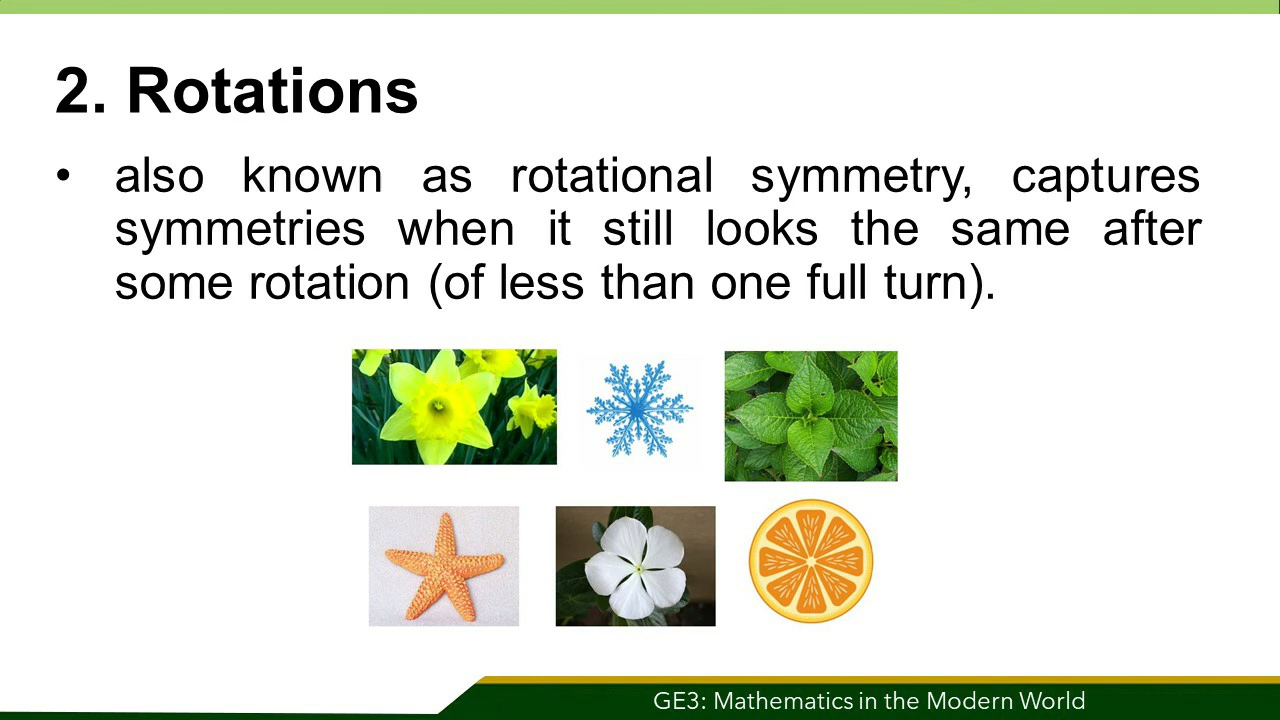 2. Rotations
• also known as rotational symmetry, captures
symmetries when it still looks the same after
some rotation (of less than one full turn).
GE3: Mathematics in the Modern World